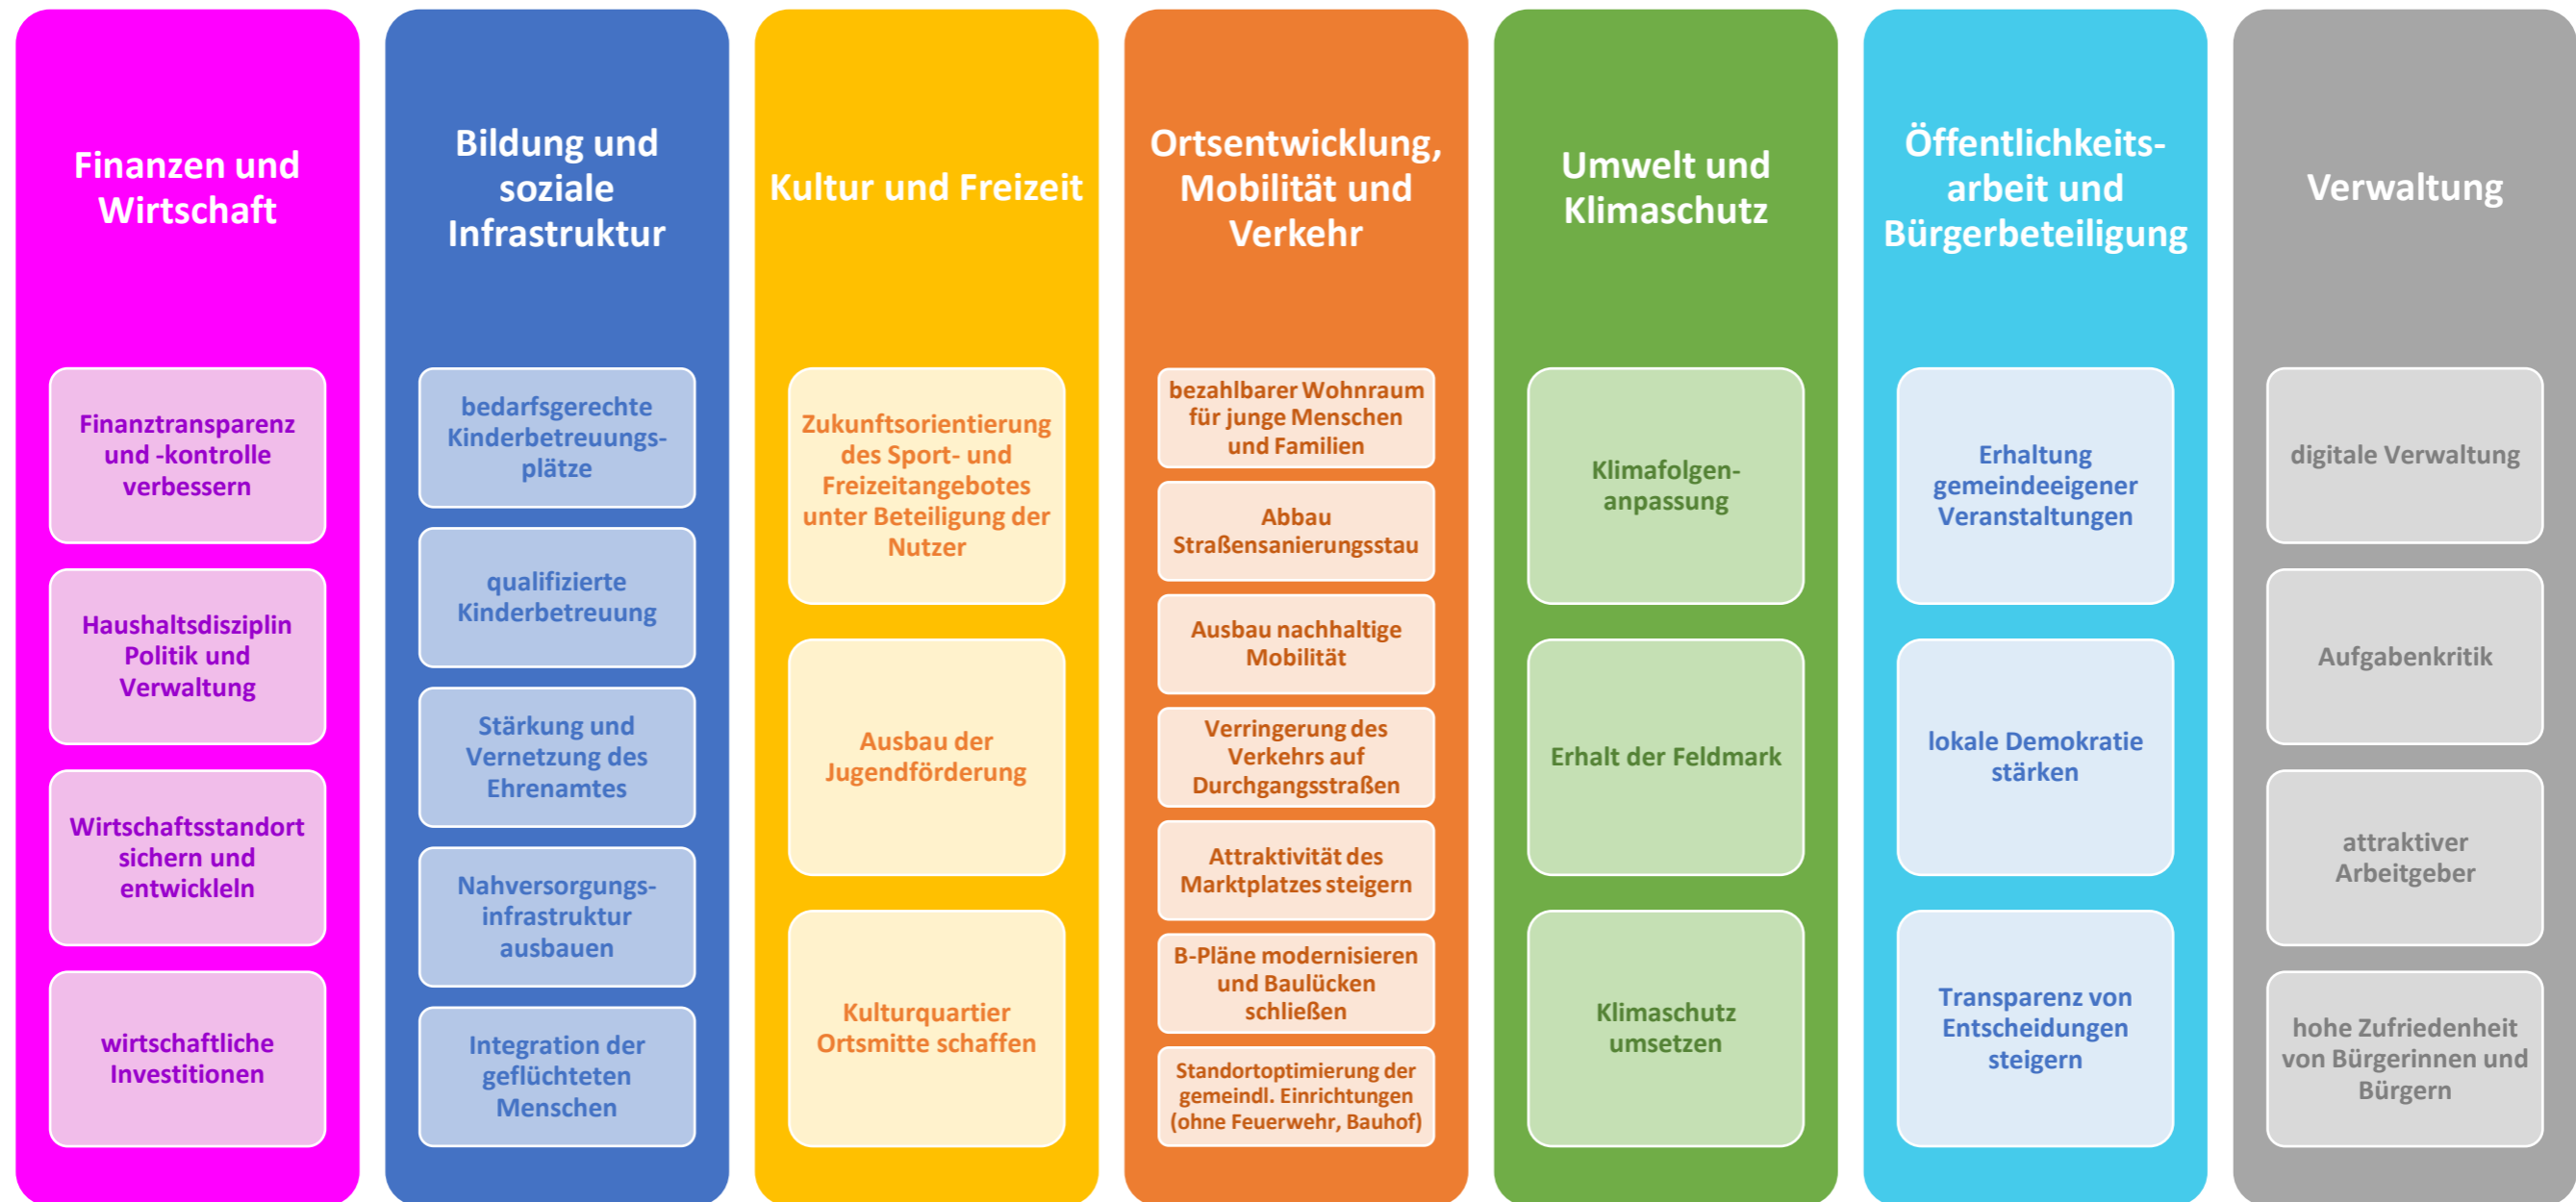 Finanzen und
Wirtschaft
Finanztransparenz
und -kontrolle
verbessern
Haushaltsdisziplin
Politik und
Verwaltung
Wirtschaftsstandort
sichern und
entwickleln
wirtschaftliche
Investitionen
Bildung und
soziale
Infrastruktur
bedarfsgerechte
Kinderbetreuungs-
plätze
qualifizierte
Kinderbetreuung
Stärkung und
Vernetzung des
Ehrenamtes
Nahversorgungs-
infrastruktur
ausbauen
Integration der
geflüchteten
Menschen
Kultur und Freizeit
Zukunftsorientierung
des Sport- und
Freizeitangebotes
unter Beteiligung der
Nutzer
Ausbau der
Jugendförderung
Kulturquartier
Ortsmitte schaffen
Ortsentwicklung,
Mobilität und
Verkehr
bezahlbarer Wohnraum
für junge Menschen
und Familien
Abbau
Straßensanierungsstau
Ausbau nachhaltige
Mobilität
Verringerung des
Verkehrs auf
Durchgangsstraßen
Attraktivität des
Marktplatzes steigern
B-Pläne modernisieren
und Baulücken
schließen
Standortoptimierung der
gemeindl. Einrichtungen
(ohne Feuerwehr, Bauhof)
Umwelt und
Klimaschutz
Klimafolgen-
anpassung
Erhalt der Feldmark
Klimaschutz
umsetzen
Öffentlichkeits-
arbeit und
Bürgerbeteiligung
Erhaltung
gemeindeeigener
Veranstaltungen
lokale Demokratie
stärken
Transparenz von
Entscheidungen
steigern
Verwaltung
digitale Verwaltung
Aufgabenkritik
attraktiver
Arbeitgeber
hohe Zufriedenheit
von Bürgerinnen und
Bürgern